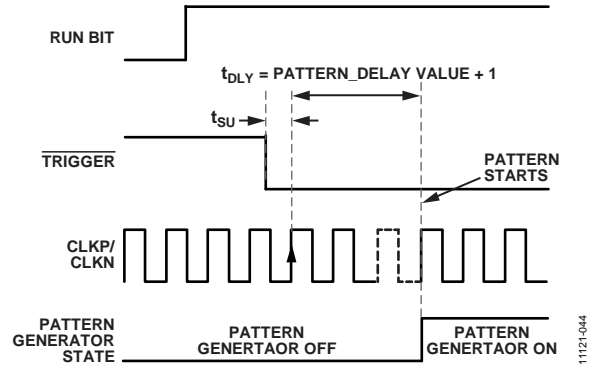 RUN BIT
tDLY = PATTERN_DELAY VALUE + 1
tSU
TRIGGER
PATTERN
STARTS
CLKP/
CLKN
PATTERN
GENERATOR
STATE
PATTERN
GENERTAOR OFF
PATTERN
GENERTAOR ON
11121-044